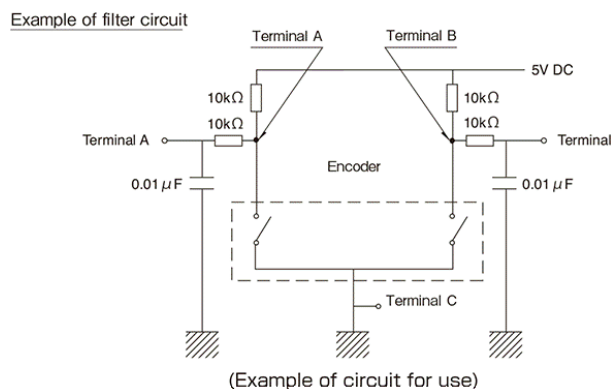 Example of filter circuit
Terminal A
Terminal B
5V DC
10kΩ
10kΩ
10kΩ
10kΩ
Terminal A
Terminal
Encoder
0.01μF
0.01μF
Terminal C
(Example of circuit for use)